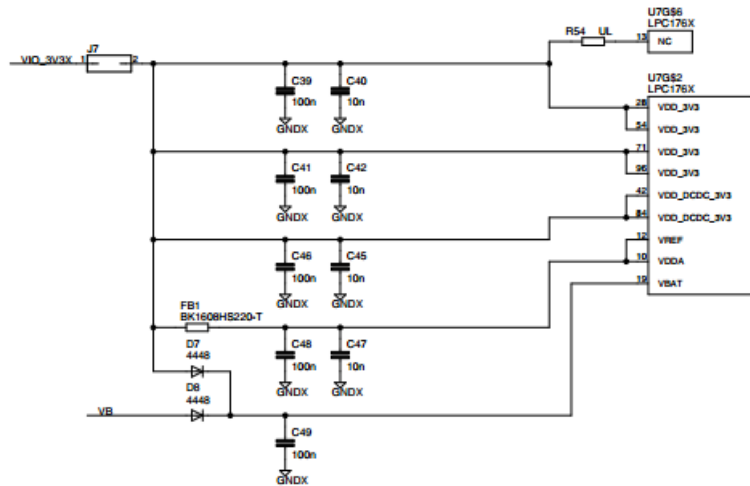 U7G$6
LPC176X
R54 UL
13 NC
J7
VIO_3V3X 1 2
U7G$2
LPC176X
C39 C40
100n 10n
GNDX GNDX
28 VDD_3V3
54 VDD_3V3
71 VDD_3V3
96 VDD_3V3
C41 C42
100n 10n
GNDX GNDX
42 VDD_DCDC_3V3
84 VDD_DCDC_3V3
12 VREF
10 VDDA
19 VBAT
C46 C45
100n 10n
GNDX GNDX
FB1
BK1608HS220-T
C48 C47
100n 10n
GNDX GNDX
D7
4448
D8
4448
VB
C49
100n
GNDX